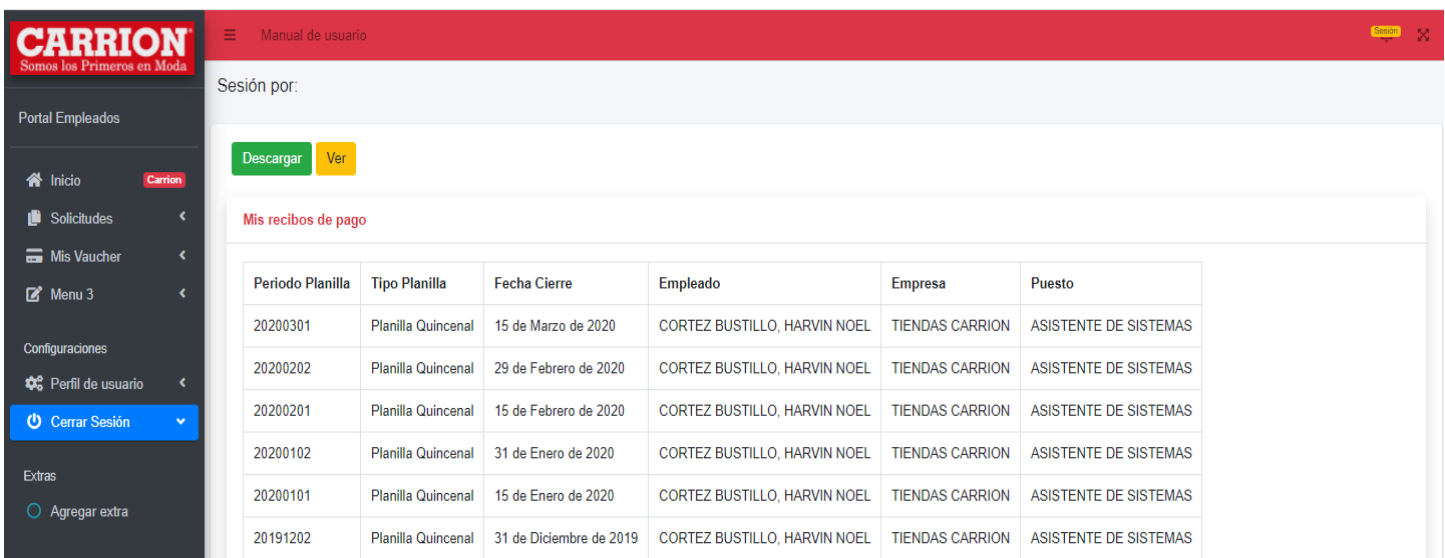 CARRION
Somos los Primeros en Moda
Manual de usuario
Sesión
Sesión por:
Portal Empleados
Inicio
Carrion
Solicitudes
Mis Vaucher
Menu 3
Configuraciones
Perfil de usuario
Cerrar Sesión
Extras
Agregar extra
Descargar
Ver
Mis recibos de pago
Periodo Planilla Tipo Planilla Fecha Cierre Empleado Empresa Puesto
20200301 Planilla Quincenal 15 de Marzo de 2020 CORTEZ BUSTILLO, HARVIN NOEL TIENDAS CARRION ASISTENTE DE SISTEMAS
20200202 Planilla Quincenal 29 de Febrero de 2020 CORTEZ BUSTILLO, HARVIN NOEL TIENDAS CARRION ASISTENTE DE SISTEMAS
20200201 Planilla Quincenal 15 de Febrero de 2020 CORTEZ BUSTILLO, HARVIN NOEL TIENDAS CARRION ASISTENTE DE SISTEMAS
20200102 Planilla Quincenal 31 de Enero de 2020 CORTEZ BUSTILLO, HARVIN NOEL TIENDAS CARRION ASISTENTE DE SISTEMAS
20200101 Planilla Quincenal 15 de Enero de 2020 CORTEZ BUSTILLO, HARVIN NOEL TIENDAS CARRION ASISTENTE DE SISTEMAS
20191202 Planilla Quincenal 31 de Diciembre de 2019 CORTEZ BUSTILLO, HARVIN NOEL TIENDAS CARRION ASISTENTE DE SISTEMAS